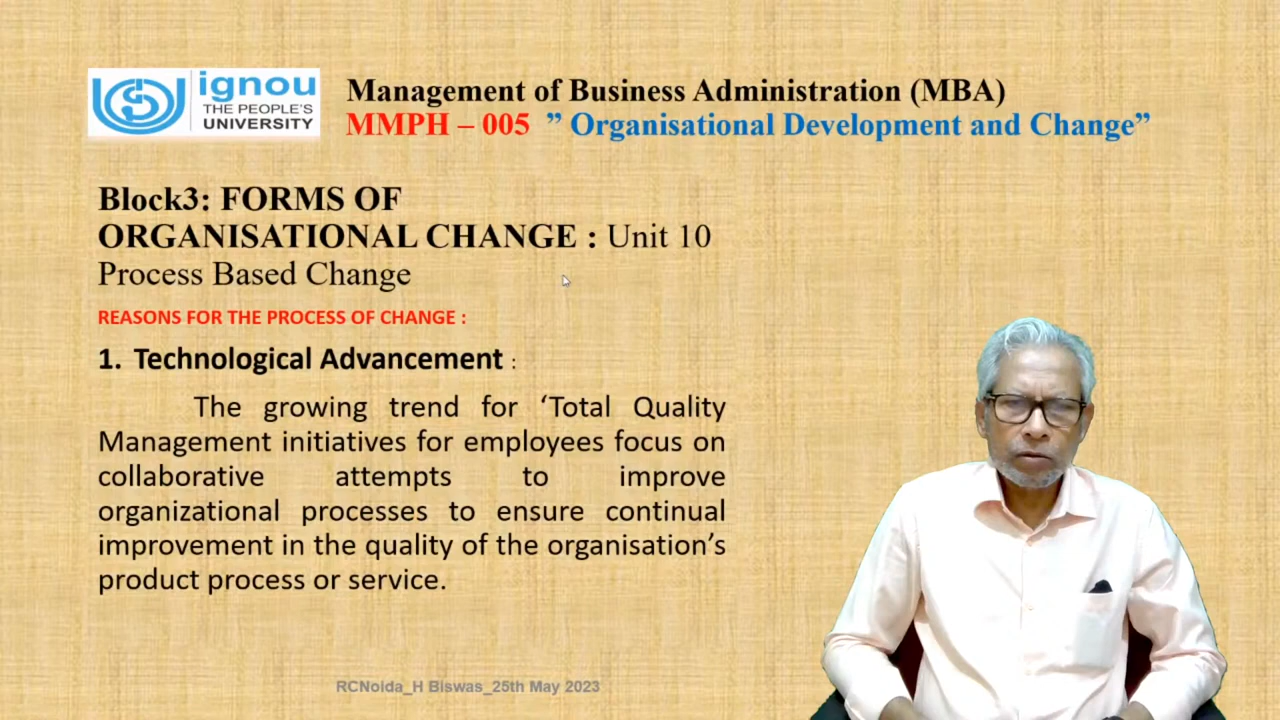 ignou
THE PEOPLE'S
UNIVERSITY
Management of Business Administration (MBA)
MMPH – 005 ” Organisational Development and Change”
Block3: FORMS OF
ORGANISATIONAL CHANGE : Unit 10
Process Based Change
REASONS FOR THE PROCESS OF CHANGE :
1. Technological Advancement :
The growing trend for ‘Total Quality
Management initiatives for employees focus on
collaborative attempts to improve
organizational processes to ensure continual
improvement in the quality of the organisation’s
product process or service.
RCNoida_H Biswas_25th May 2023